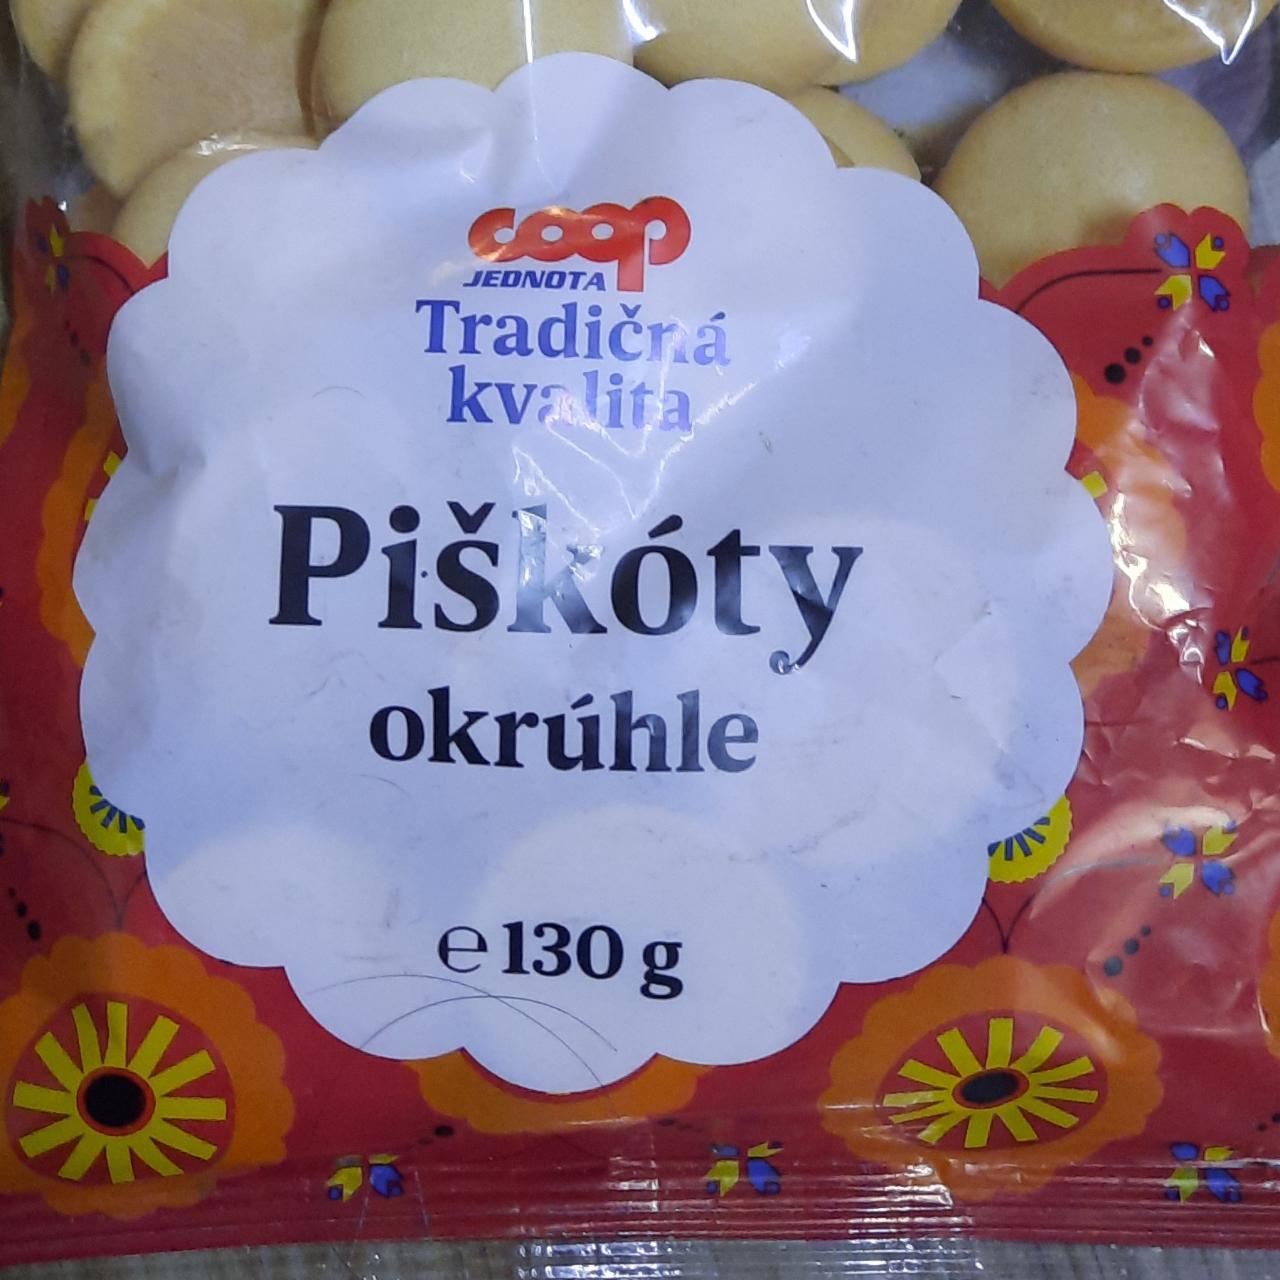 coop
JEDNOTA
Tradičná
kvalita
Piškóty
okrúhle
℮ 130 g